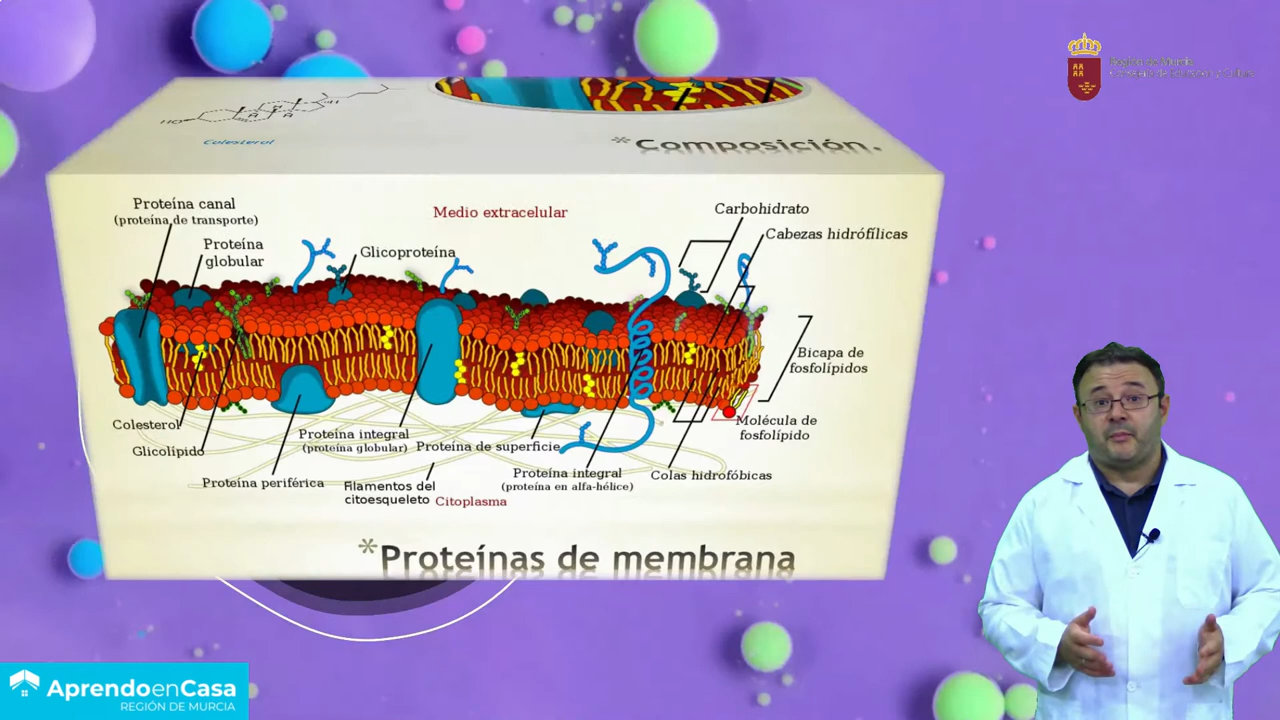 Región de Murcia
HO
H
H
H
H
Colesterol
*Composición.
Proteína canal
(proteína de transporte)
Proteína
globular
Glicoproteína
Medio extracelular
Carbohidrato
Cabezas hidrófílicas
Bicapa de
fosfolípidos
Molécula de
fosfolípido
Colesterol
Glicolípido
Proteína periférica
Proteína integral
(proteína globular)
Proteína de superficie
Filamentos del
citoesqueleto
Citoplasma
Proteína integral
(proteína en alfa-hélice)
Colas hidrofóbicas
*Proteínas de membrana
AprendoenCasa
REGIÓN DE MURCIA